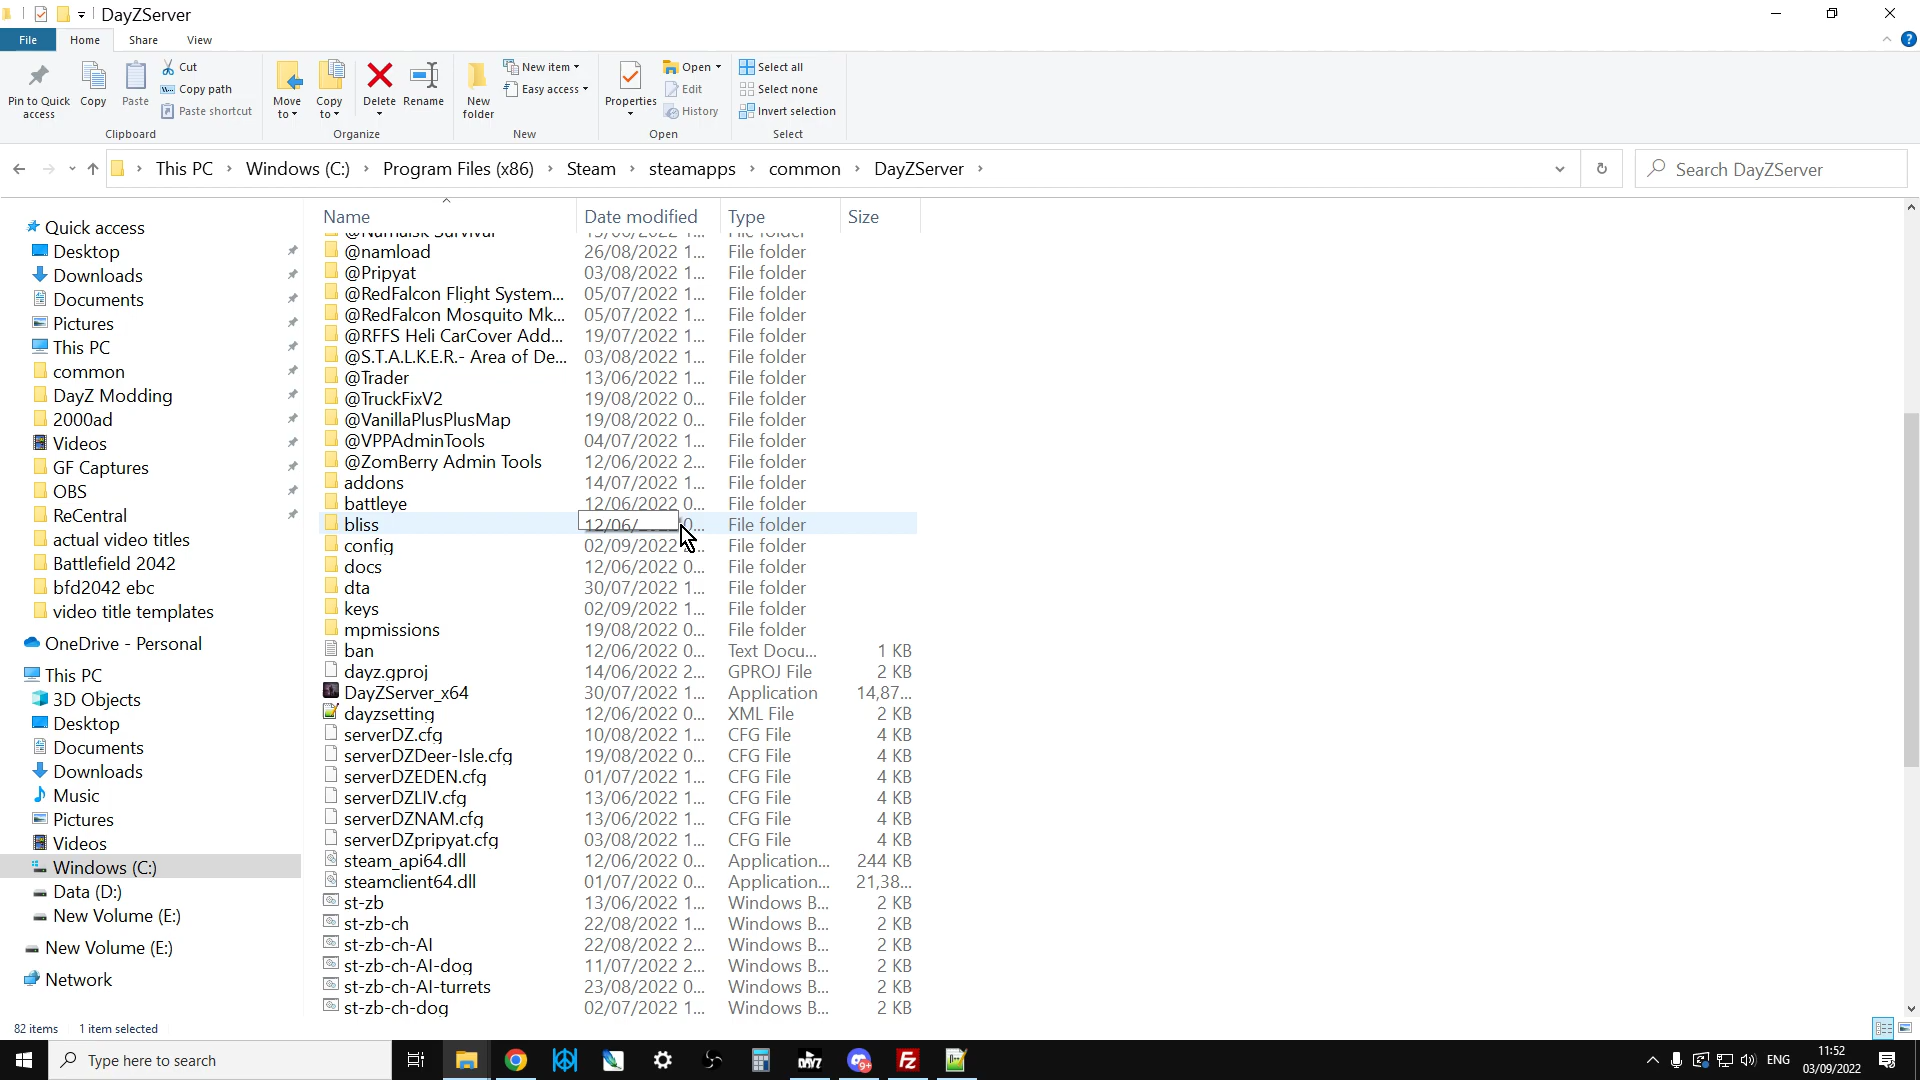 DayZServer
File Home Share View
Pin to Quick access
Copy
Paste
Cut
Copy path
Paste shortcut
Clipboard
Move to
Copy to
Delete
Rename
Organize
New folder
New item
Easy access
New
Properties
Open
Edit
History
Open
Select all
Select none
Invert selection
Select
This PC Windows (C:) Program Files (x86) Steam steamapps common DayZServer
Search DayZServer
Quick access
Desktop
Downloads
Documents
Pictures
This PC
common
DayZ Modding
2000ad
Videos
GF Captures
OBS
ReCentral
actual video titles
Battlefield 2042
bfd2042 ebc
video title templates
OneDrive - Personal
This PC
3D Objects
Desktop
Documents
Downloads
Music
Pictures
Videos
Windows (C:)
Data (D:)
New Volume (E:)
New Volume (E:)
Network
Name Date modified Type Size
@namload 26/08/2022 1... File folder
@Pripyat 03/08/2022 1... File folder
@RedFalcon Flight System... 05/07/2022 1... File folder
@RedFalcon Mosquito Mk... 05/07/2022 1... File folder
@RFFS Heli CarCover Add... 19/07/2022 1... File folder
@S.T.A.L.K.E.R.- Area of De... 03/08/2022 1... File folder
@Trader 13/06/2022 1... File folder
@TruckFixV2 19/08/2022 0... File folder
@VanillaPlusPlusMap 19/08/2022 0... File folder
@VPPAdminTools 04/07/2022 1... File folder
@ZomBerry Admin Tools 12/06/2022 2... File folder
addons 14/07/2022 1... File folder
battleye 12/06/2022 0... File folder
bliss 12/06/ 0... File folder
config 02/09/2022 File folder
docs 12/06/2022 0... File folder
dta 30/07/2022 1... File folder
keys 02/09/2022 1... File folder
mpmissions 19/08/2022 0... File folder
ban 12/06/2022 0... Text Docu... 1 KB
dayz.gproj 14/06/2022 2... GPROJ File 2 KB
DayZServer_x64 30/07/2022 1... Application 14,87...
dayzsetting 12/06/2022 0... XML File 2 KB
serverDZ.cfg 10/08/2022 1... CFG File 4 KB
serverDZDeer-Isle.cfg 19/08/2022 0... CFG File 4 KB
serverDZEDEN.cfg 01/07/2022 1... CFG File 4 KB
serverDZLIV.cfg 13/06/2022 1... CFG File 4 KB
serverDZNAM.cfg 13/06/2022 1... CFG File 4 KB
serverDZpripyat.cfg 03/08/2022 1... CFG File 4 KB
steam_api64.dll 12/06/2022 0... Application... 244 KB
steamclient64.dll 01/07/2022 0... Application... 21,38...
st-zb 13/06/2022 1... Windows B... 2 KB
st-zb-ch 22/08/2022 1... Windows B... 2 KB
st-zb-ch-AI 22/08/2022 2... Windows B... 2 KB
st-zb-ch-AI-dog 11/07/2022 2... Windows B... 2 KB
st-zb-ch-AI-turrets 23/08/2022 0... Windows B... 2 KB
st-zb-ch-dog 02/07/2022 1... Windows B... 2 KB
82 items 1 item selected
Type here to search
DAYZ
ENG
11:52
03/09/2022